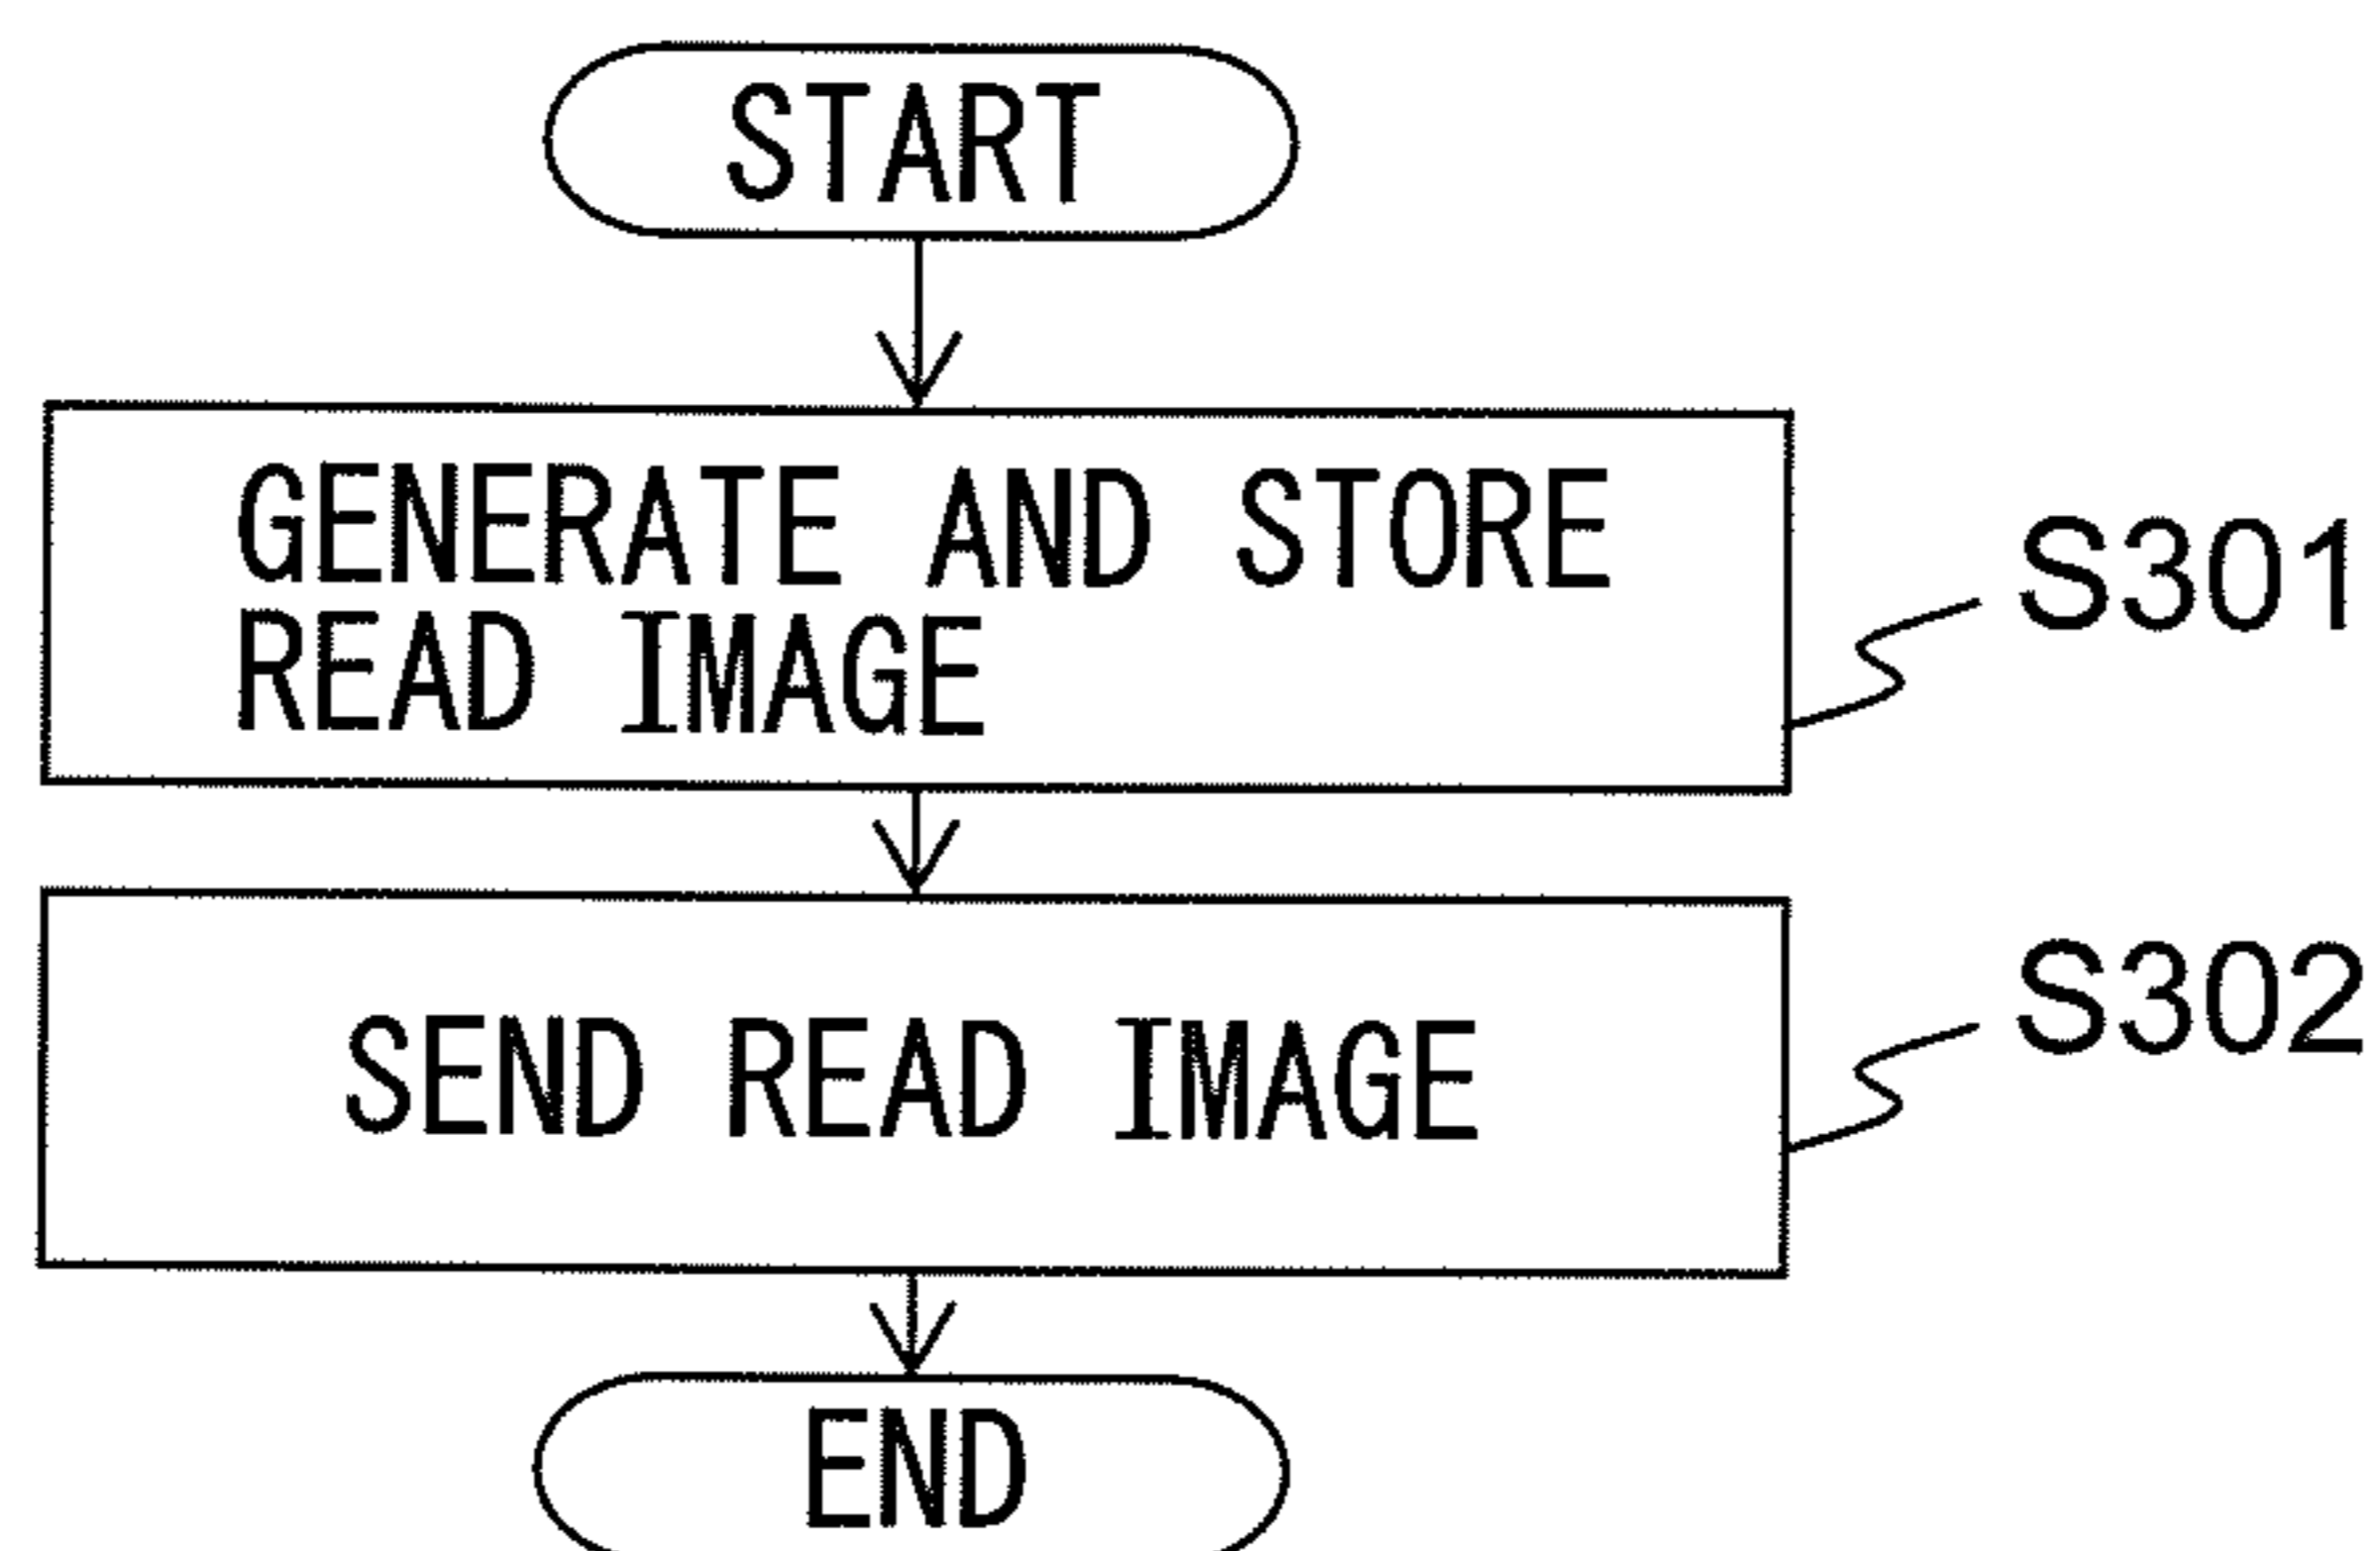 START
GENERATE AND STORE
READ IMAGE
S301
SEND READ IMAGE
S302
END